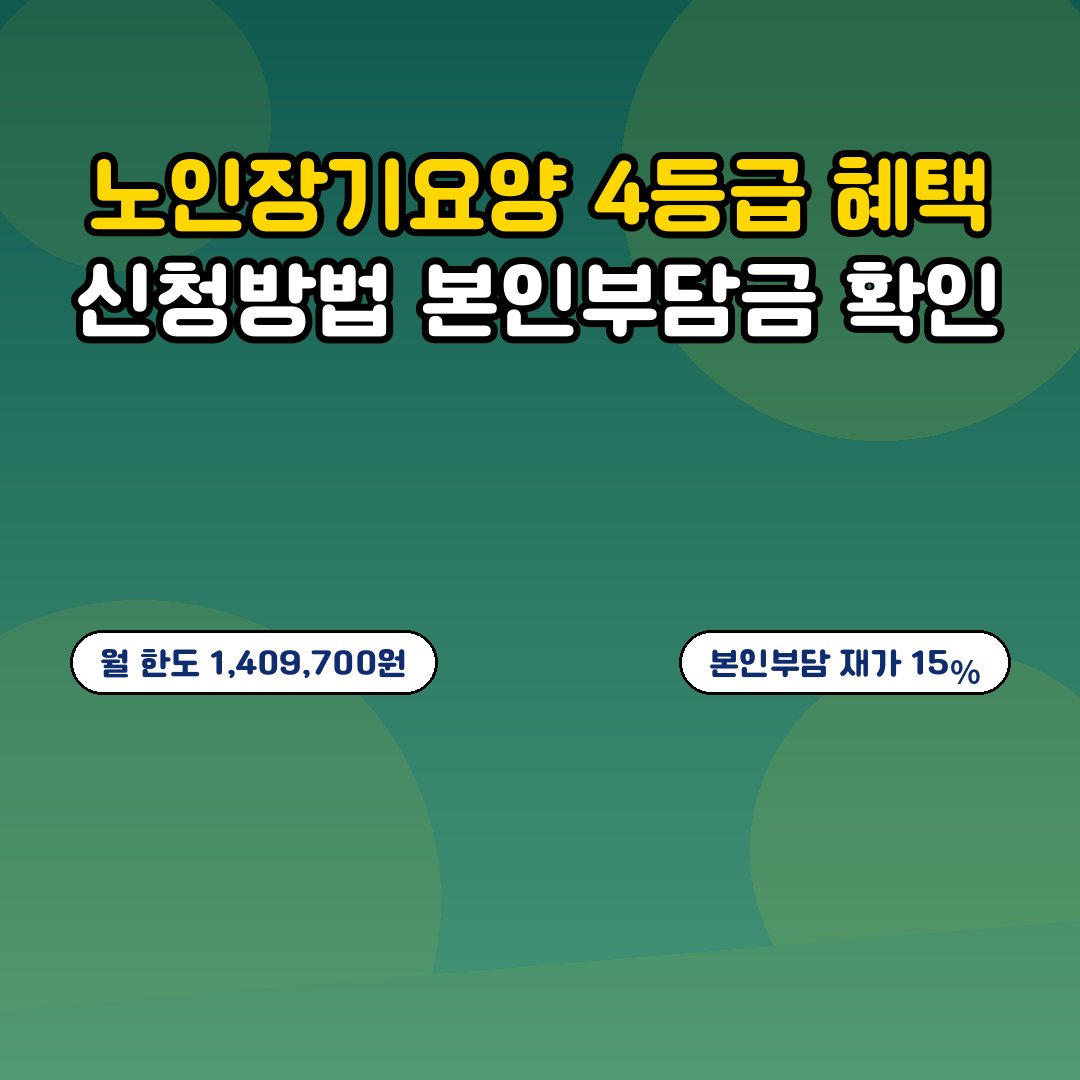 노인장기요양 4등급 혜택
신청방법 본인부담금 확인
월 한도 1,409,700원
본인부담 재가 15%